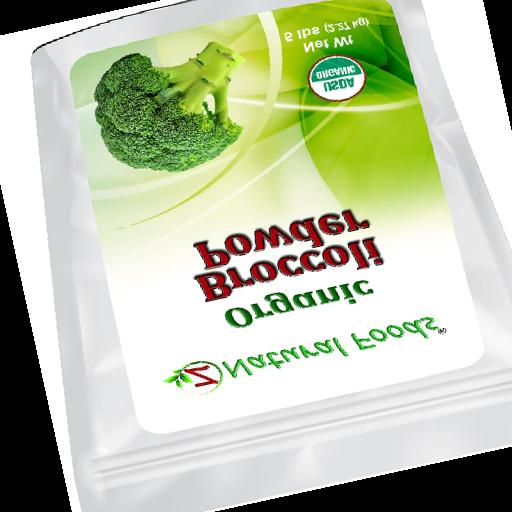 Z Natural Foods®
Organic
Broccoli
Powder
USDA
ORGANIC
Net Wt
5 lbs (2.27 kg)